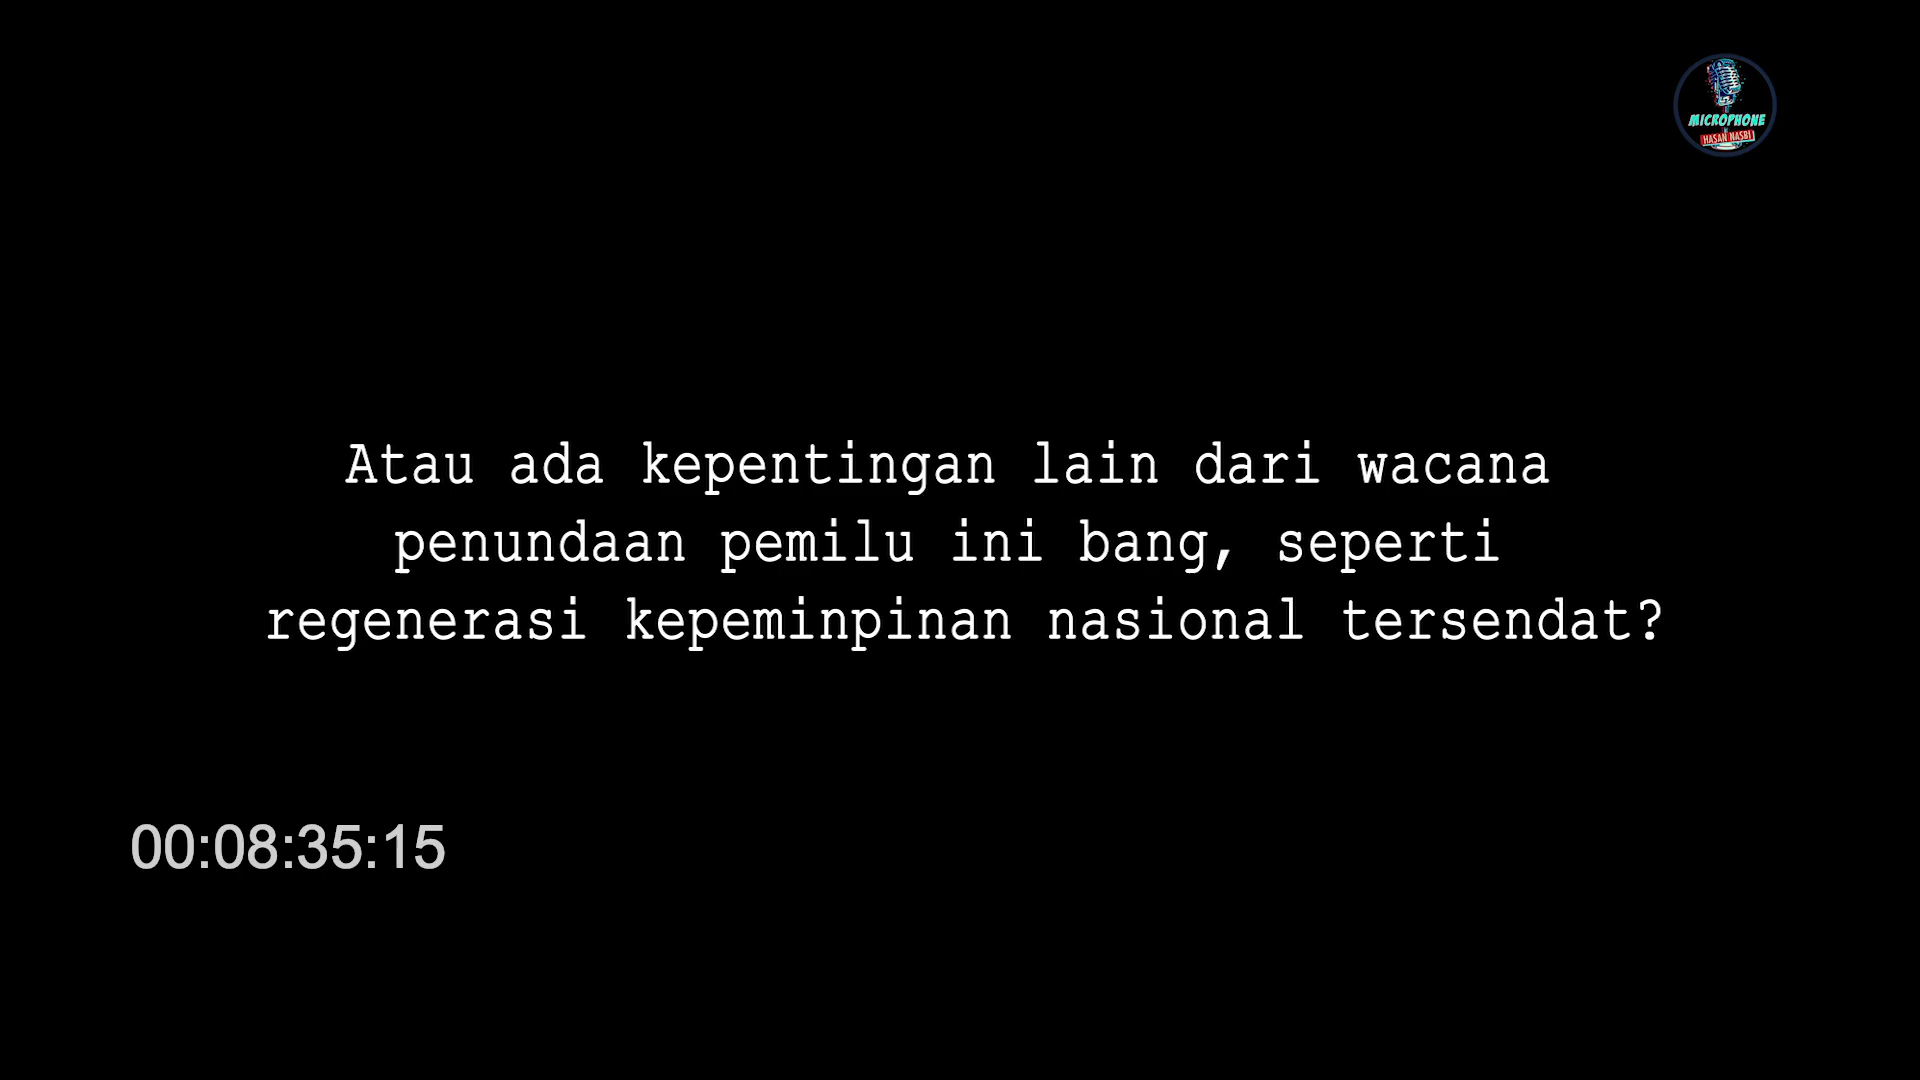 MICROPHONE
HASAN NASBI
Atau ada kepentingan lain dari wacana
penundaan pemilu ini bang, seperti
regenerasi kepeminpinan nasional tersendat?
00:08:35:15